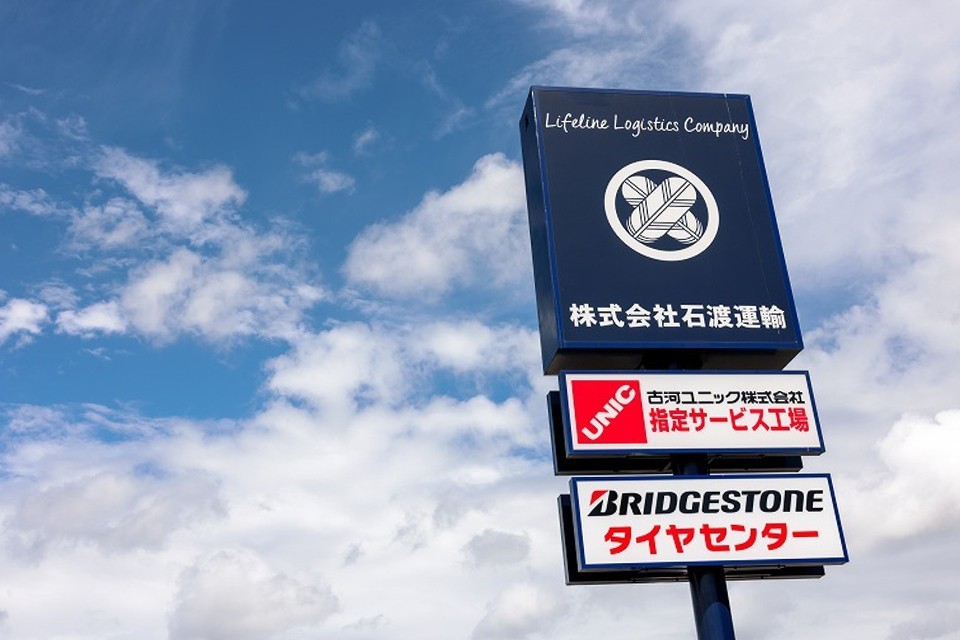 Lifeline Logistics Company
株式会社石渡運輸
UNIC
古河ユニック株式会社
指定サービス工場
BRIDGESTONE
タイヤセンター